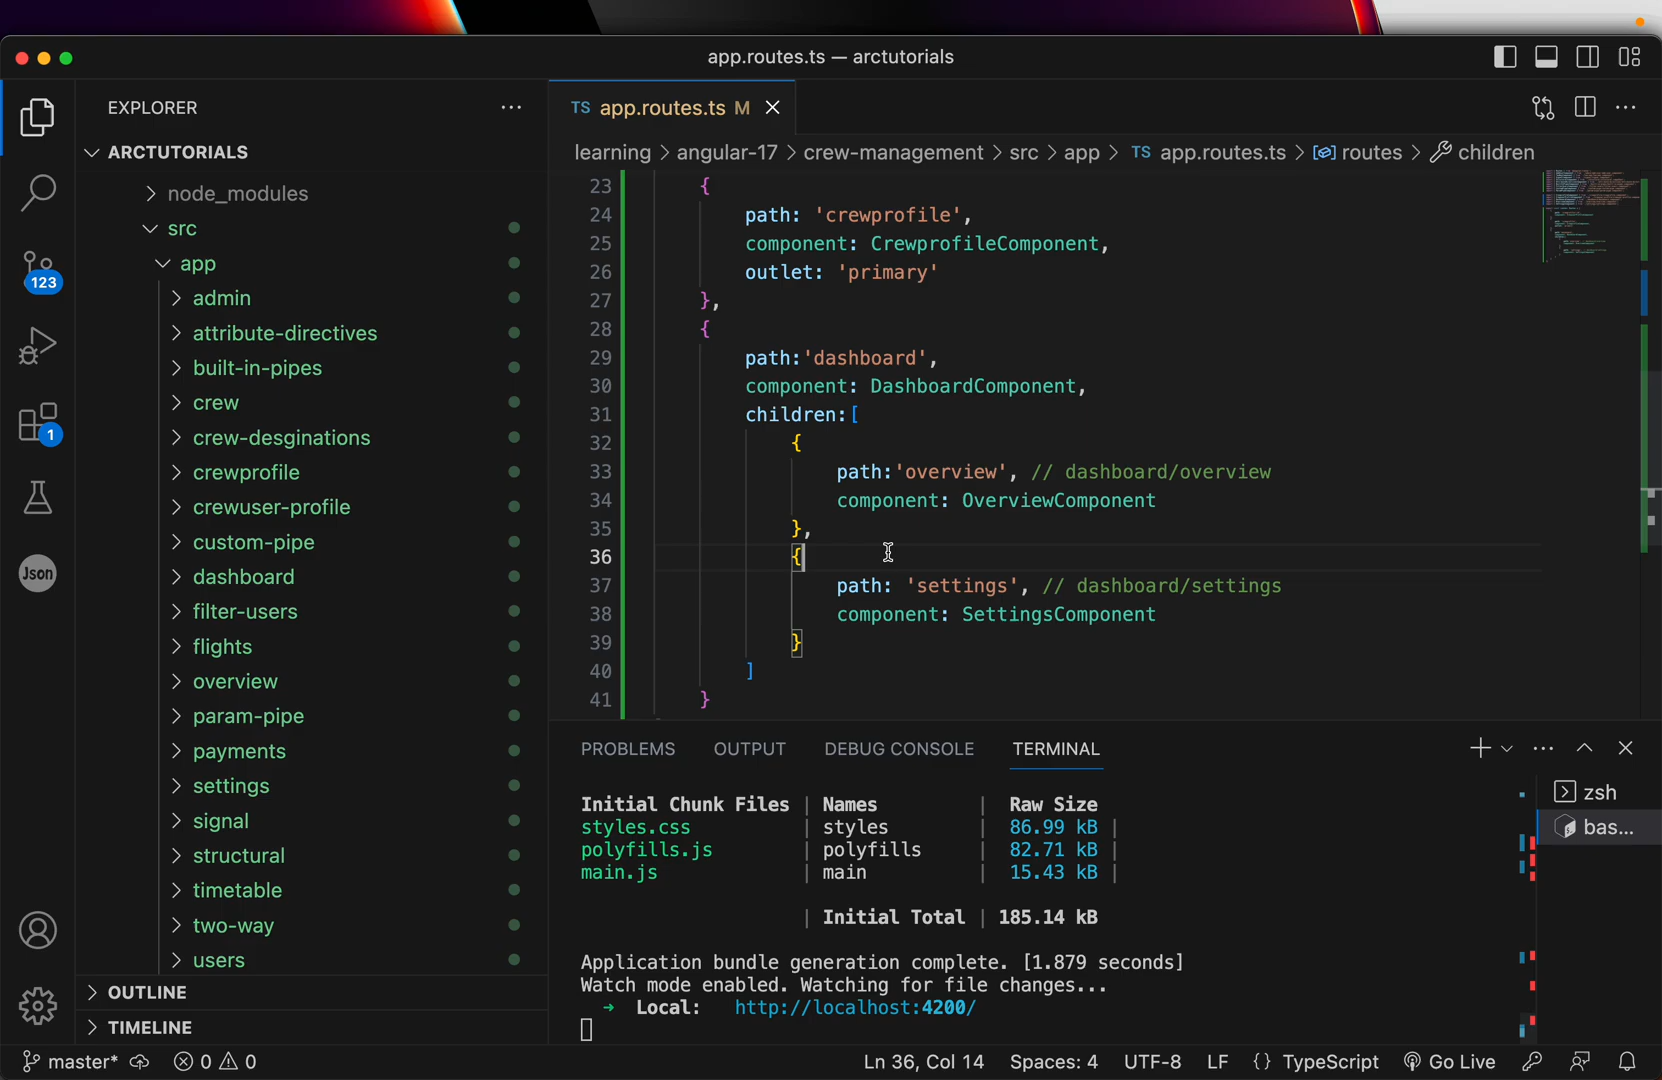 app.routes.ts — arctutorials
EXPLORER
ARCTUTORIALS
node_modules
src
app
admin
attribute-directives
built-in-pipes
crew
crew-desginations
crewprofile
crewuser-profile
custom-pipe
dashboard
filter-users
flights
overview
param-pipe
payments
settings
signal
structural
timetable
two-way
users
OUTLINE
TIMELINE
123
1
Json
TS app.routes.ts M
learning > angular-17 > crew-management > src > app > TS app.routes.ts > routes > children
23 {
24 path: 'crewprofile',
25 component: CrewprofileComponent,
26 outlet: 'primary'
27 },
28 {
29 path:'dashboard',
30 component: DashboardComponent,
31 children:[
32 {
33 path:'overview', // dashboard/overview
34 component: OverviewComponent
35 },
36 {
37 path: 'settings', // dashboard/settings
38 component: SettingsComponent
39 }
40 ]
41 }
PROBLEMS OUTPUT DEBUG CONSOLE TERMINAL
Initial Chunk Files | Names | Raw Size
styles.css | styles | 86.99 kB |
polyfills.js | polyfills | 82.71 kB |
main.js | main | 15.43 kB |
| Initial Total | 185.14 kB
Application bundle generation complete. [1.879 seconds]
Watch mode enabled. Watching for file changes...
➜ Local: http://localhost:4200/
zsh
bas...
master* 0 0 Ln 36, Col 14 Spaces: 4 UTF-8 LF {} TypeScript Go Live